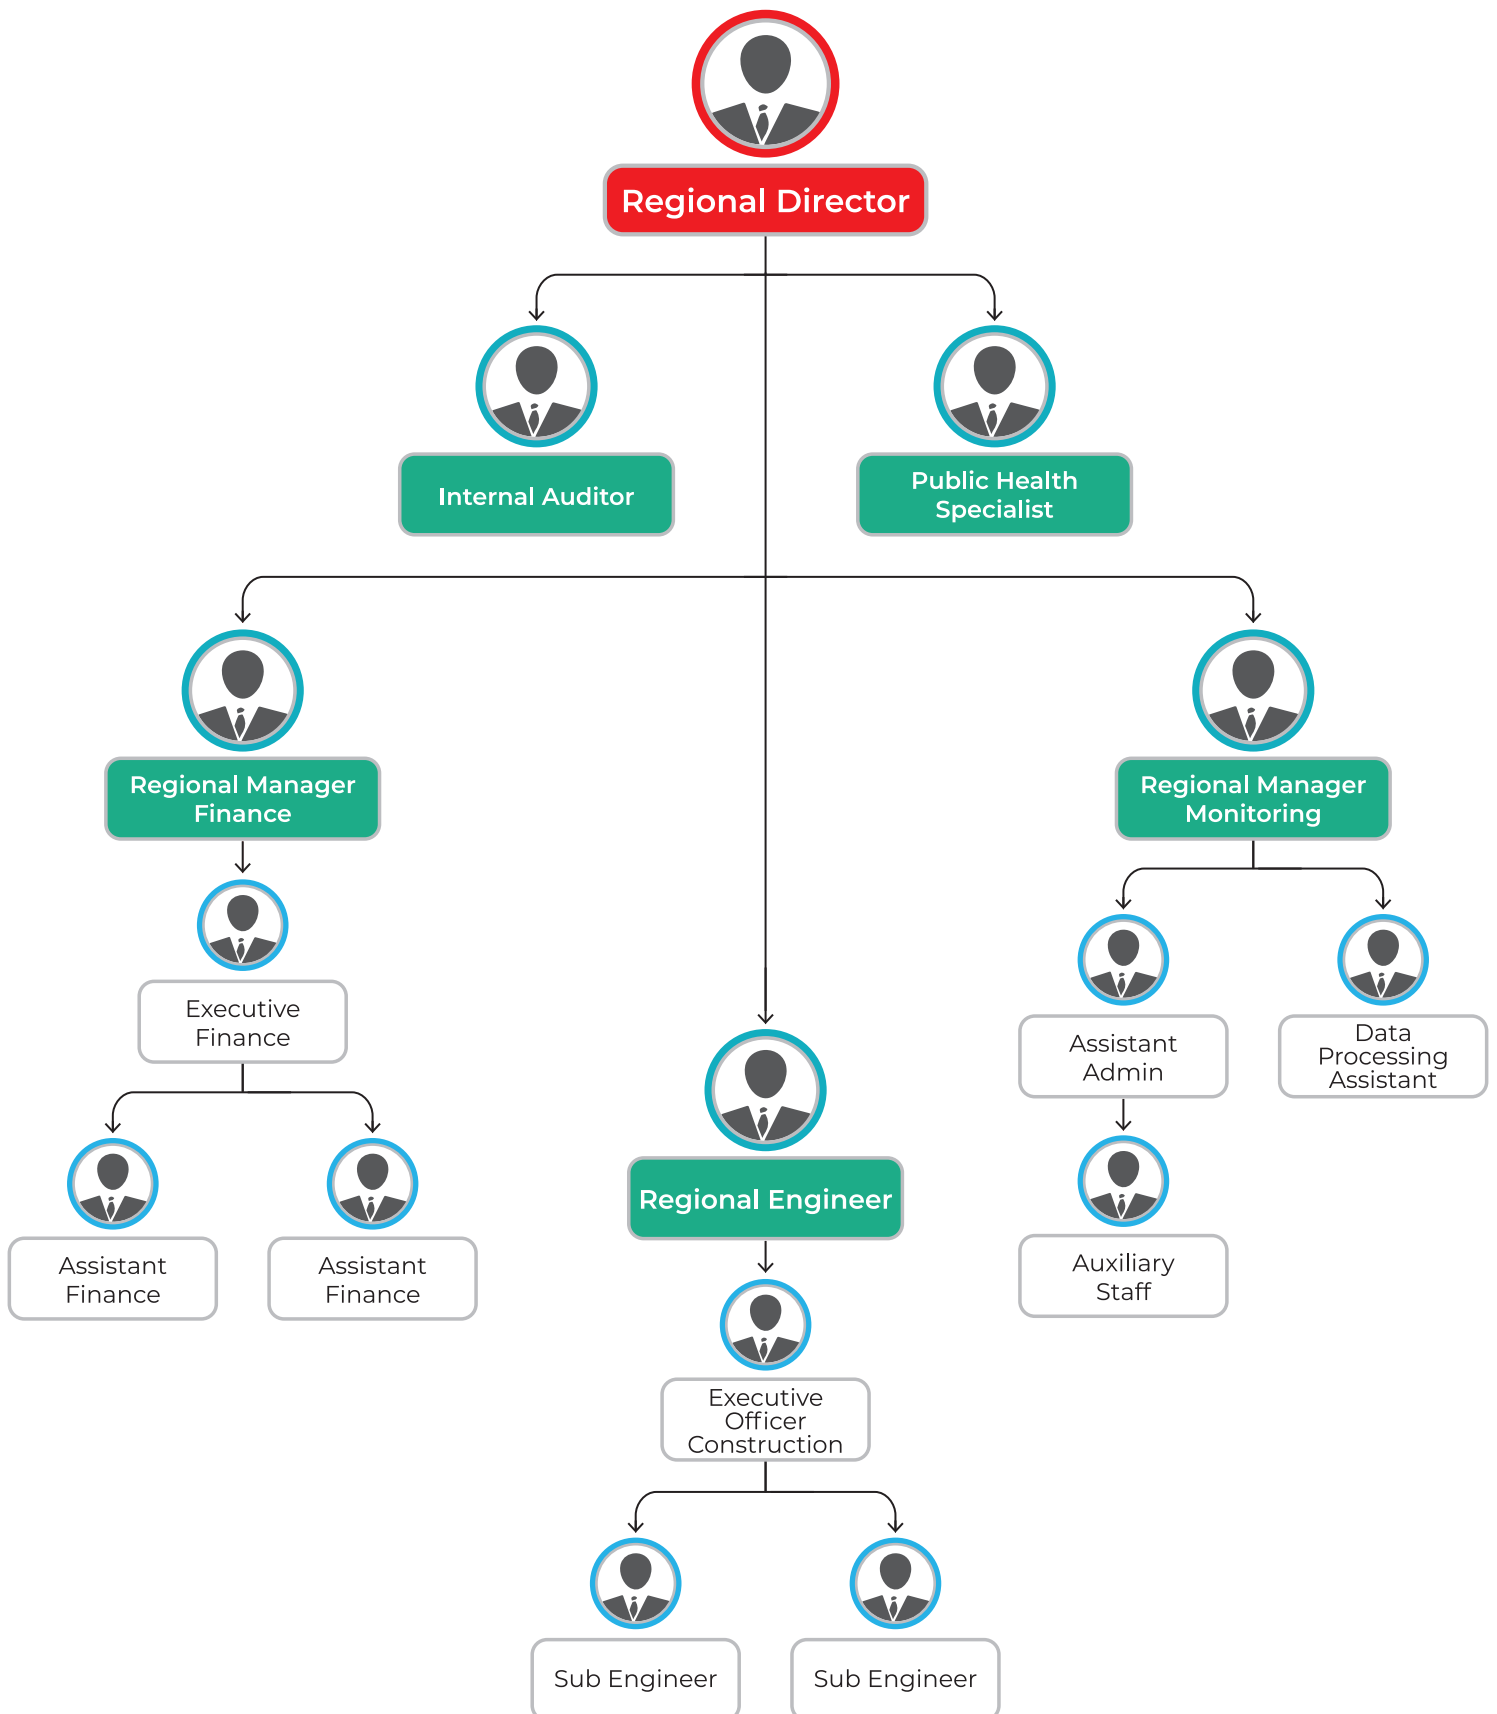 Regional Director
Internal Auditor
Public Health
Specialist
Regional Manager
Finance
Regional Manager
Monitoring
Executive
Finance
Assistant
Admin
Data
Processing
Assistant
Assistant
Finance
Assistant
Finance
Regional Engineer
Auxiliary
Staff
Executive
Officer
Construction
Sub Engineer
Sub Engineer